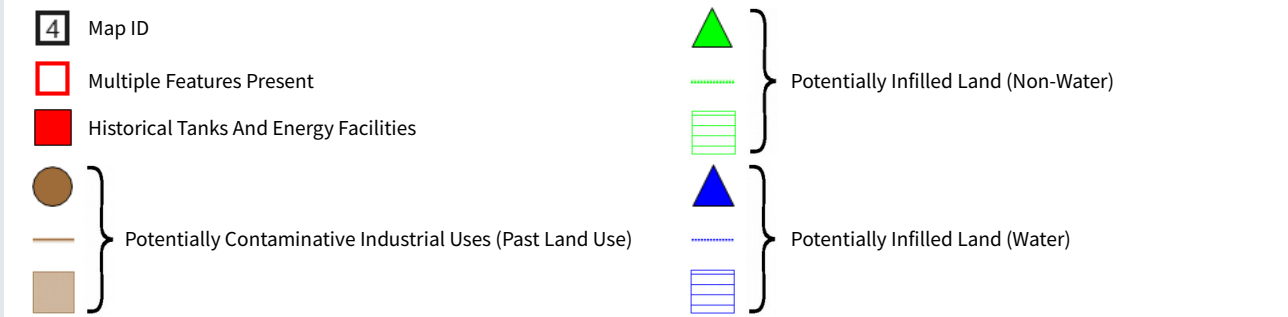 4 Map ID
Multiple Features Present
Historical Tanks And Energy Facilities
Potentially Contaminative Industrial Uses (Past Land Use)
Potentially Infilled Land (Non-Water)
Potentially Infilled Land (Water)